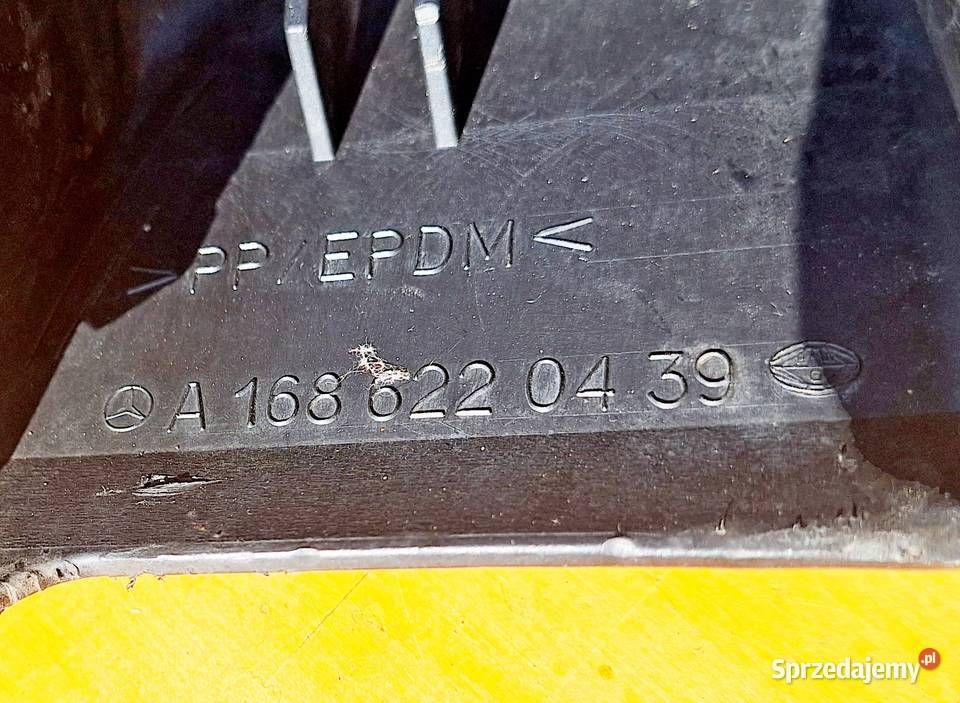 >PP/EPDM<
A 168 622 04 39
Sprzedajemy.pl